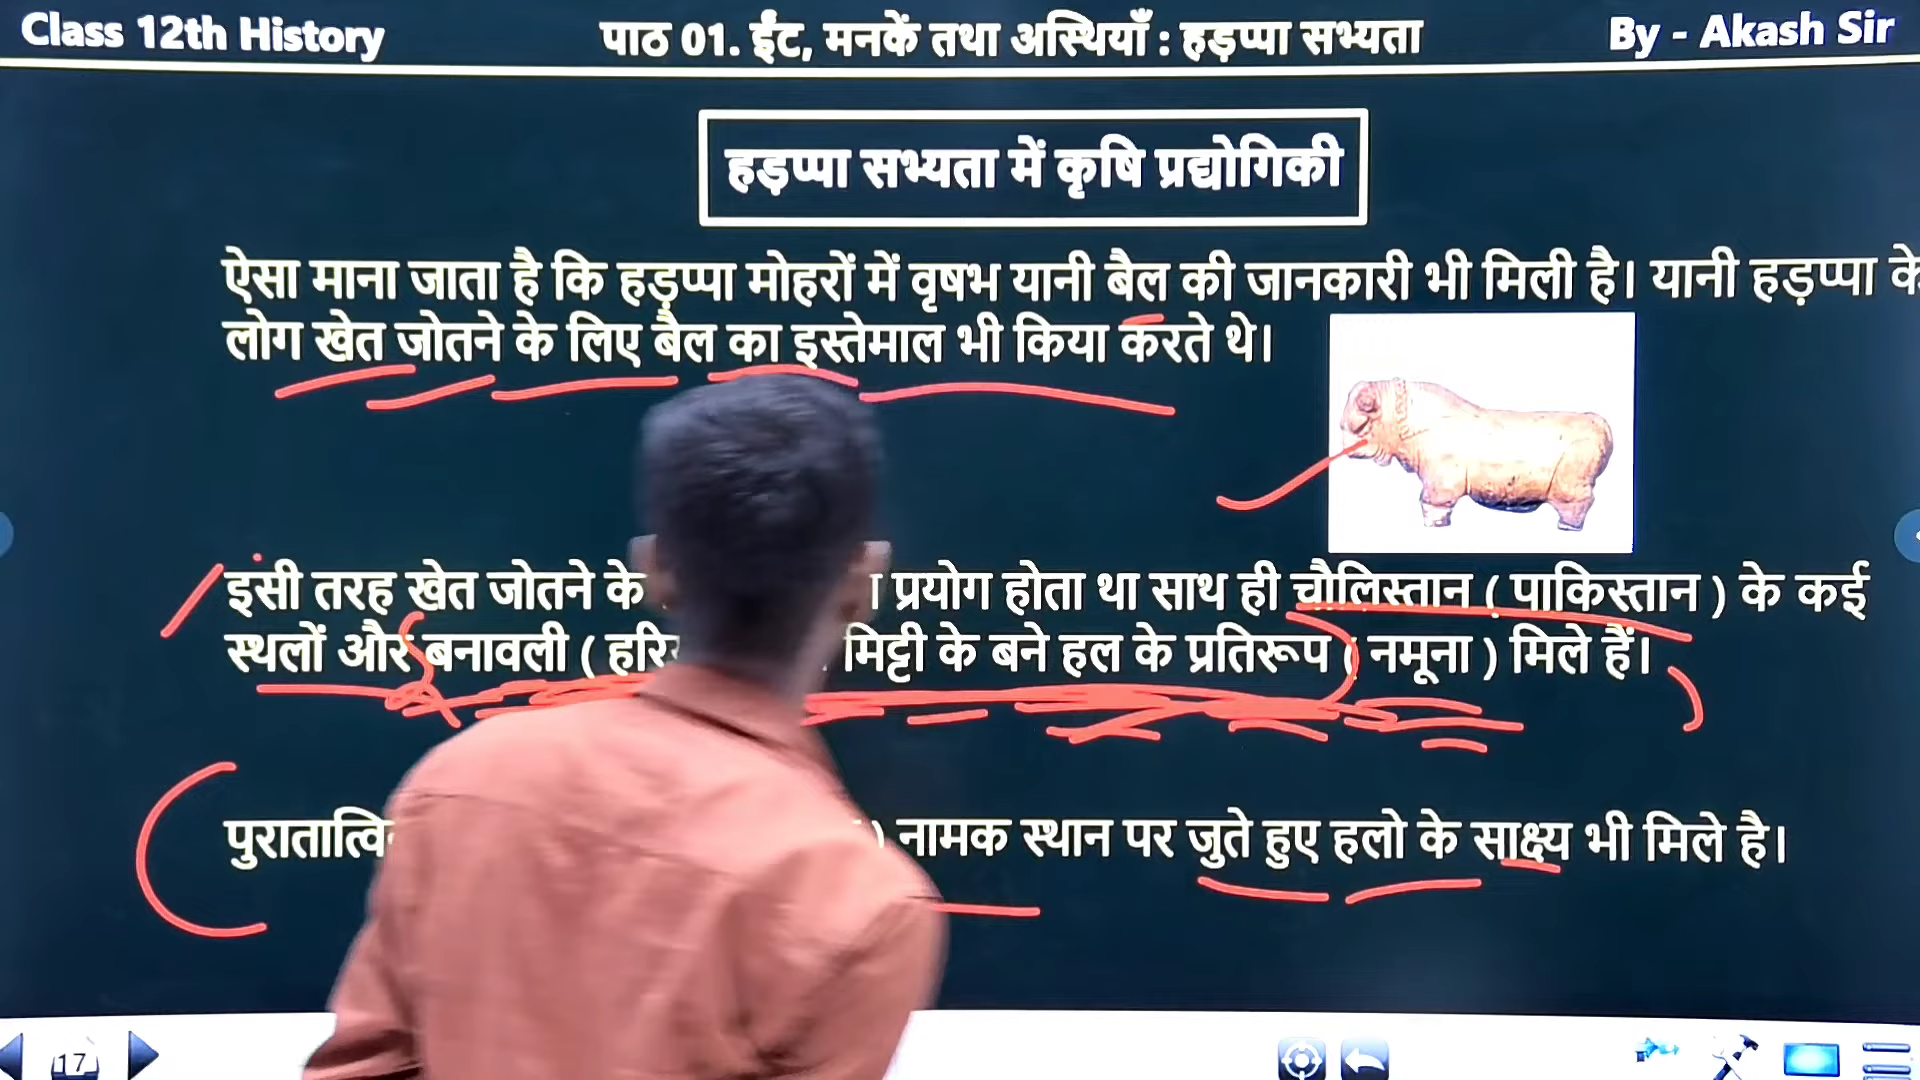 Class 12th History
पाठ 01. ईंट, मनकें तथा अस्थियाँ : हड़प्पा सभ्यता
By - Akash Sir
हड़प्पा सभ्यता में कृषि प्रद्योगिकी
ऐसा माना जाता है कि हड़प्पा मोहरों में वृषभ यानी बैल की जानकारी भी मिली है। यानी हड़प्पा के
लोग खेत जोतने के लिए बैल का इस्तेमाल भी किया करते थे।
इसी तरह खेत जोतने के प्रयोग होता था साथ ही चौलिस्तान ( पाकिस्तान ) के कई
स्थलों और बनावली ( मिट्टी के बने हल के प्रतिरूप ( नमूना ) मिले हैं।
) नामक स्थान पर जुते हुए हलो के साक्ष्य भी मिले है।
17